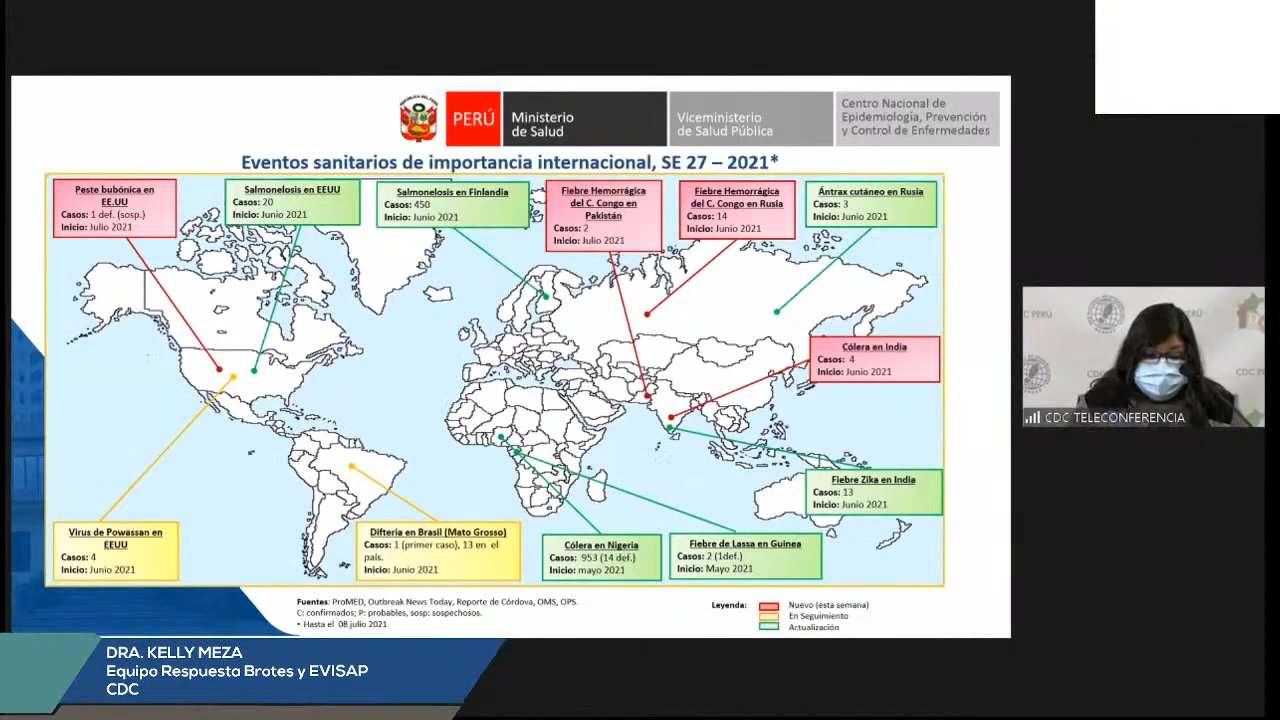 PERÚ
Ministerio
de Salud
Viceministerio
de Salud Pública
Centro Nacional de
Epidemiología, Prevención
y Control de Enfermedades
Eventos sanitarios de importancia internacional, SE 27 – 2021*
Peste bubónica en
EE.UU
Casos: 1 def. (sosp.)
Inicio: Julio 2021
Salmonelosis en EEUU
Casos: 20
Inicio: Junio 2021
Salmonelosis en Finlandia
Casos: 450
Inicio: Junio 2021
Fiebre Hemorrágica
del C. Congo en
Pakistán
Casos: 2
Inicio: Julio 2021
Fiebre Hemorrágica
del C. Congo en Rusia
Casos: 14
Inicio: Junio 2021
Ántrax cutáneo en Rusia
Casos: 3
Inicio: Junio 2021
Cólera en India
Casos: 4
Inicio: Junio 2021
Fiebre Zika en India
Casos: 13
Inicio: Junio 2021
Virus de Powassan en
EEUU
Casos: 4
Inicio: Junio 2021
Difteria en Brasil (Mato Grosso)
Casos: 1 (primer caso), 13 en el
país.
Inicio: Junio 2021
Cólera en Nigeria
Casos: 953 (14 def.)
Inicio: mayo 2021
Fiebre de Lassa en Guinea
Casos: 2 (1def.)
Inicio: Mayo 2021
Fuentes: ProMED, Outbreak News Today, Reporte de Córdova, OMS, OPS.
C: confirmados; P: probables, sosp: sospechosos.
* Hasta el 08 julio 2021
Leyenda:
Nuevo (esta semana)
En Seguimiento
Actualización
CDC TELECONFERENCIA
DRA. KELLY MEZA
Equipo Respuesta Brotes y EVISAP
CDC